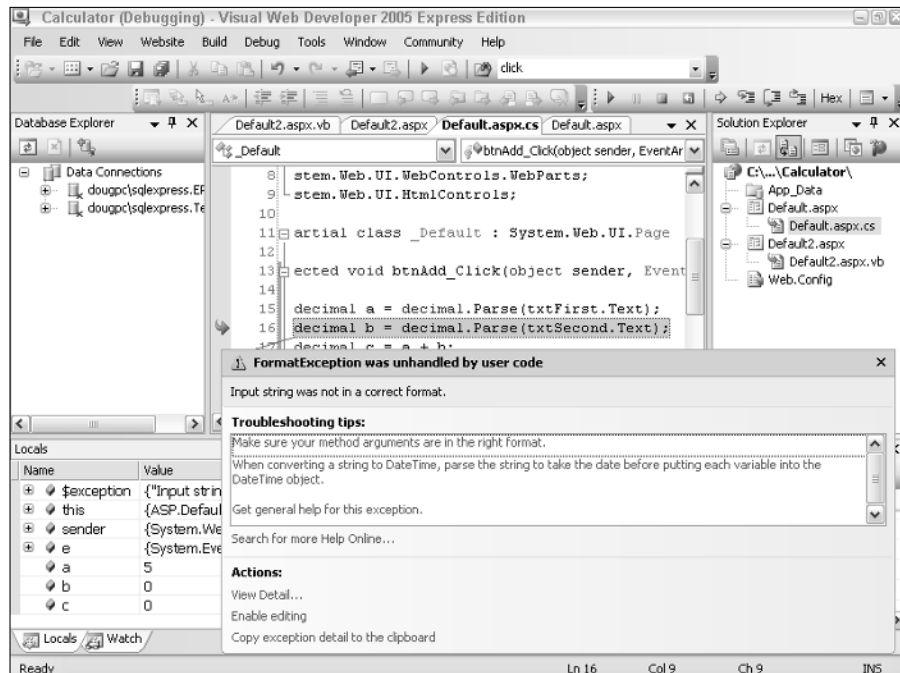 Calculator (Debugging) - Visual Web Developer 2005 Express Edition
File Edit View Website Build Debug Tools Window Community Help
click
Hex
Database Explorer
Data Connections
dougpc\sqlexpress.EF
dougpc\sqlexpress.Te
Default2.aspx.vb Default2.aspx Default.aspx.cs Default.aspx
_Default
btnAdd_Click(object sender, EventAr
8 stem.Web.UI.WebControls.WebParts;
9 stem.Web.UI.HtmlControls;
10
11 artial class _Default : System.Web.UI.Page
12
13 ected void btnAdd_Click(object sender, Event
14
15 decimal a = decimal.Parse(txtFirst.Text);
16 decimal b = decimal.Parse(txtSecond.Text);
17 decimal c = a + b;
Solution Explorer
C:\...\Calculator\
App_Data
Default.aspx
Default.aspx.cs
Default2.aspx
Default2.aspx.vb
Web.Config
FormatException was unhandled by user code
Input string was not in a correct format.
Troubleshooting tips:
Make sure your method arguments are in the right format.
When converting a string to DateTime, parse the string to take the date before putting each variable into the
DateTime object.
Get general help for this exception.
Search for more Help Online...
Actions:
View Detail...
Enable editing
Copy exception detail to the clipboard
Locals
Name Value
$exception {"Input strin
this {ASP.Defaul
sender {System.We
e {System.Eve
a 5
b 0
c 0
Locals Watch
Ready Ln 16 Col 9 Ch 9 INS